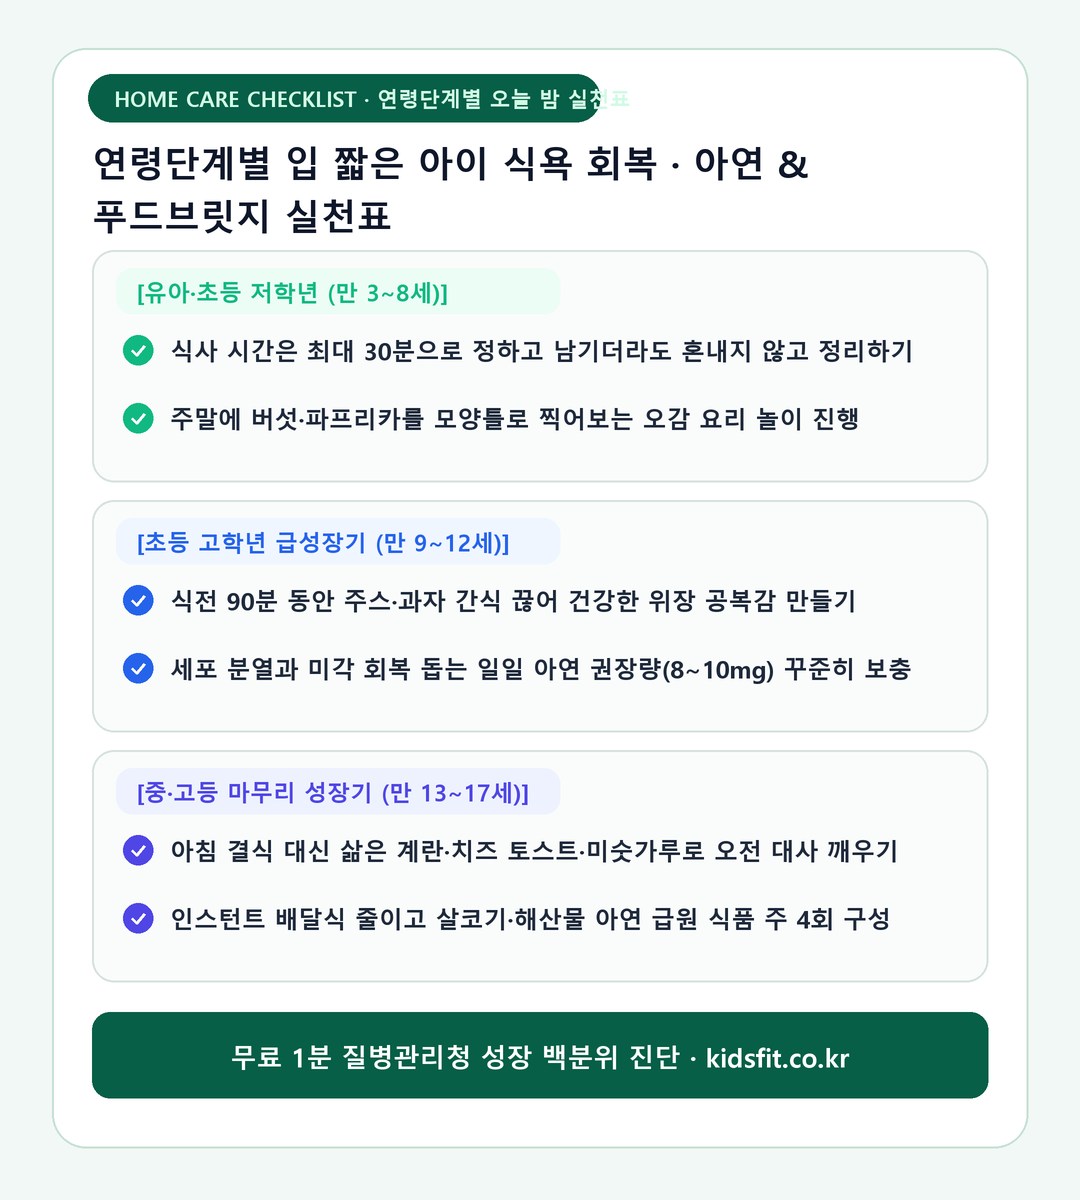 HOME CARE CHECKLIST · 연령단계별 오늘 밤 실천표
연령단계별 입 짧은 아이 식욕 회복 · 아연 &
푸드브릿지 실천표
[유아·초등 저학년 (만 3~8세)]
식사 시간은 최대 30분으로 정하고 남기더라도 혼내지 않고 정리하기
주말에 버섯·파프리카를 모양틀로 찍어보는 오감 요리 놀이 진행
[초등 고학년 급성장기 (만 9~12세)]
식전 90분 동안 주스·과자 간식 끊어 건강한 위장 공복감 만들기
세포 분열과 미각 회복 돕는 일일 아연 권장량(8~10mg) 꾸준히 보충
[중·고등 마무리 성장기 (만 13~17세)]
아침 결식 대신 삶은 계란·치즈 토스트·미숫가루로 오전 대사 깨우기
인스턴트 배달식 줄이고 살코기·해산물 아연 급원 식품 주 4회 구성
무료 1분 질병관리청 성장 백분위 진단 · kidsfit.co.kr